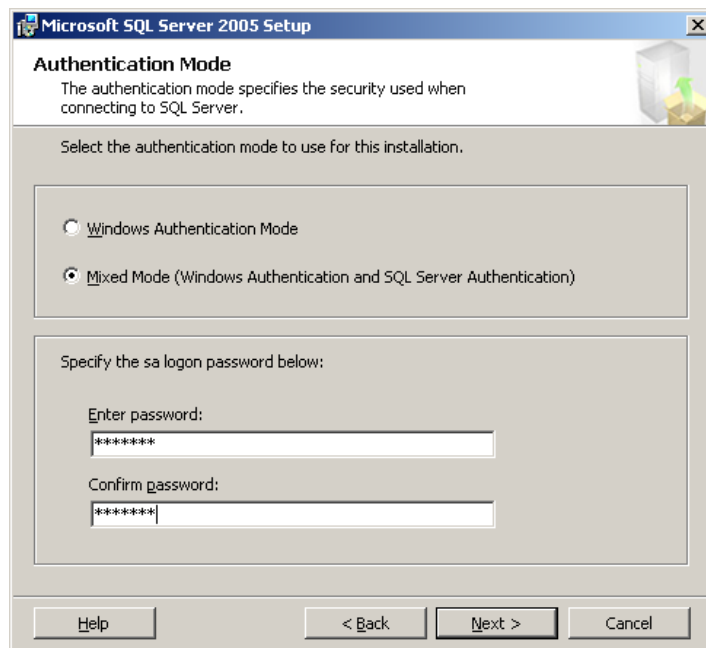 Microsoft SQL Server 2005 Setup
Authentication Mode
The authentication mode specifies the security used when
connecting to SQL Server.
Select the authentication mode to use for this installation.
Windows Authentication Mode
Mixed Mode (Windows Authentication and SQL Server Authentication)
Specify the sa logon password below:
Enter password:
*******
Confirm password:
*******
Help
< Back
Next >
Cancel